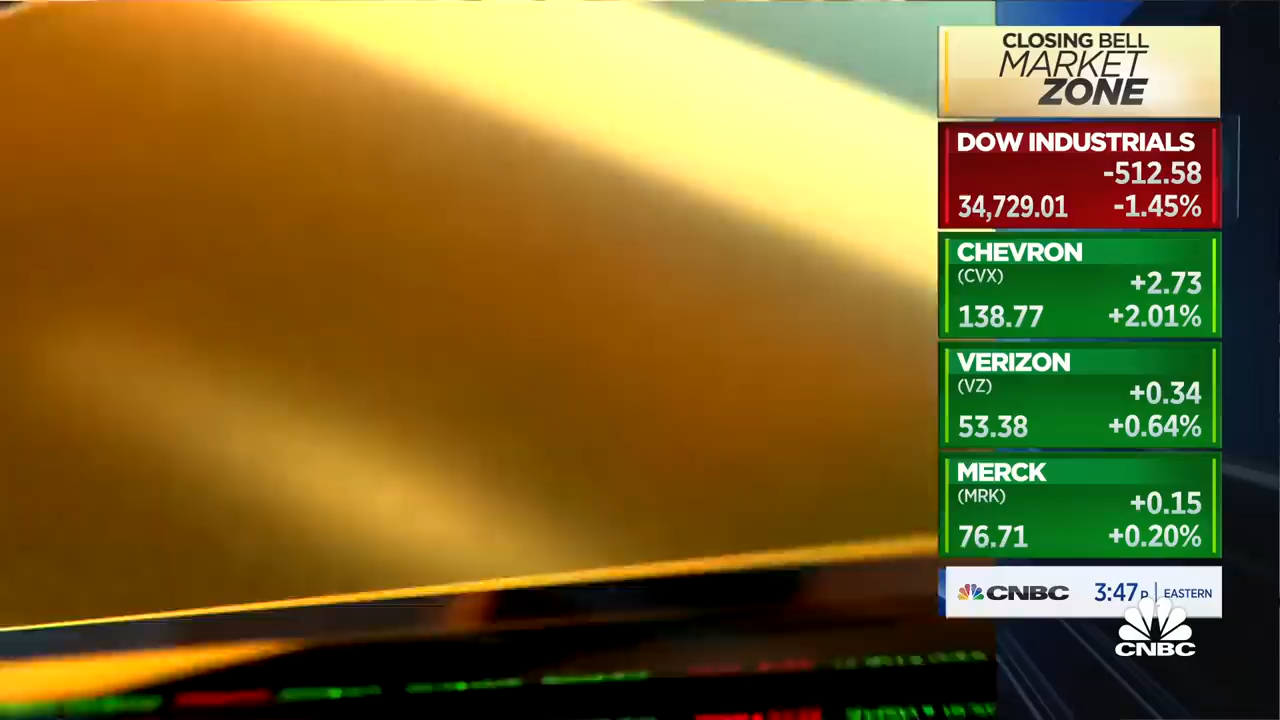 CLOSING BELL
MARKET
ZONE
DOW INDUSTRIALS
-512.58
34,729.01 -1.45%
CHEVRON
(CVX) +2.73
138.77 +2.01%
VERIZON
(VZ) +0.34
53.38 +0.64%
MERCK
(MRK) +0.15
76.71 +0.20%
CNBC 3:47P EASTERN
CNBC